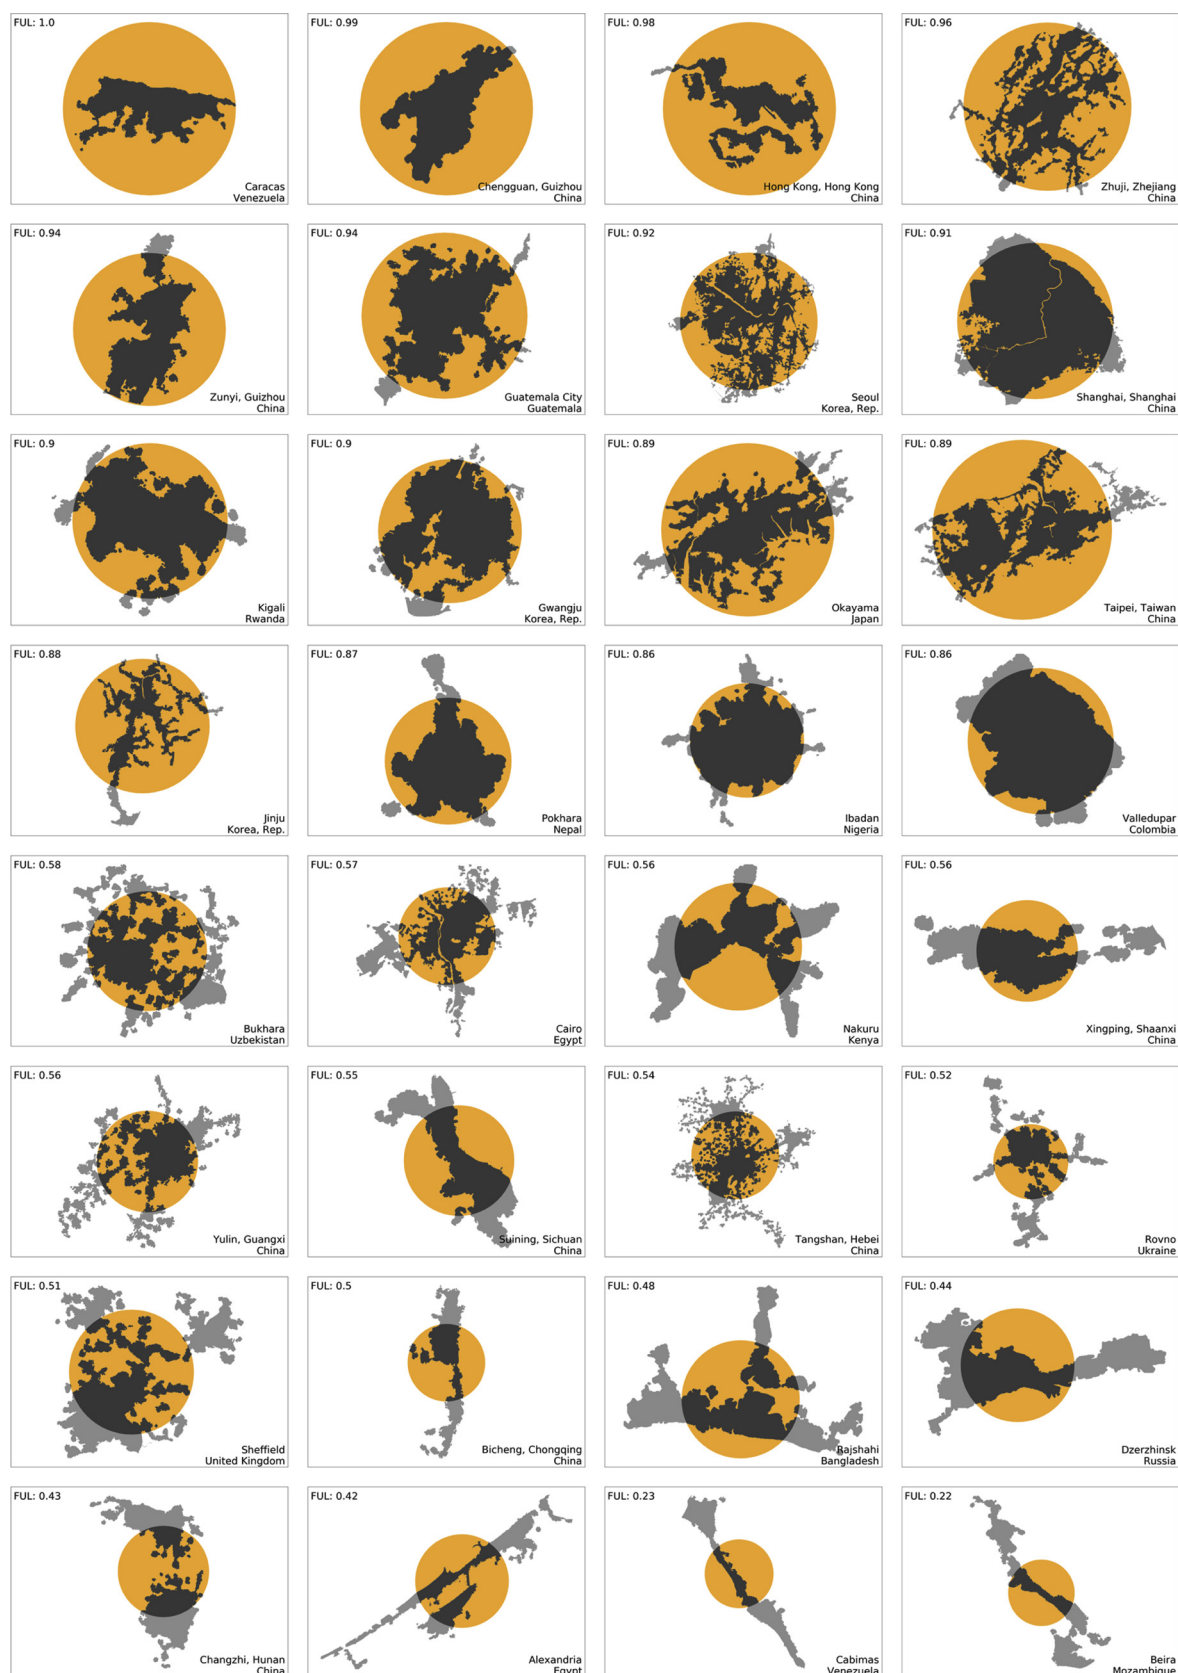 FUL: 1.0
Caracas
Venezuela
FUL: 0.99
Chengguan, Guizhou
China
FUL: 0.98
Hong Kong, Hong Kong
China
FUL: 0.96
Zhuji, Zhejiang
China
FUL: 0.94
Zunyi, Guizhou
China
FUL: 0.94
Guatemala City
Guatemala
FUL: 0.92
Seoul
Korea, Rep.
FUL: 0.91
Shanghai, Shanghai
China
FUL: 0.9
Kigali
Rwanda
FUL: 0.9
Gwangju
Korea, Rep.
FUL: 0.89
Okayama
Japan
FUL: 0.89
Taipei, Taiwan
China
FUL: 0.88
Jinju
Korea, Rep.
FUL: 0.87
Pokhara
Nepal
FUL: 0.86
Ibadan
Nigeria
FUL: 0.86
Valledupar
Colombia
FUL: 0.58
Bukhara
Uzbekistan
FUL: 0.57
Cairo
Egypt
FUL: 0.56
Nakuru
Kenya
FUL: 0.56
Xingping, Shaanxi
China
FUL: 0.56
Yulin, Guangxi
China
FUL: 0.55
Suining, Sichuan
China
FUL: 0.54
Tangshan, Hebei
China
FUL: 0.52
Rovno
Ukraine
FUL: 0.51
Sheffield
United Kingdom
FUL: 0.5
Bicheng, Chongqing
China
FUL: 0.48
Rajshahi
Bangladesh
FUL: 0.44
Dzerzhinsk
Russia
FUL: 0.43
Changzhi, Hunan
China
FUL: 0.42
Alexandria
Egypt
FUL: 0.23
Cabimas
Venezuela
FUL: 0.22
Beira
Mozambique